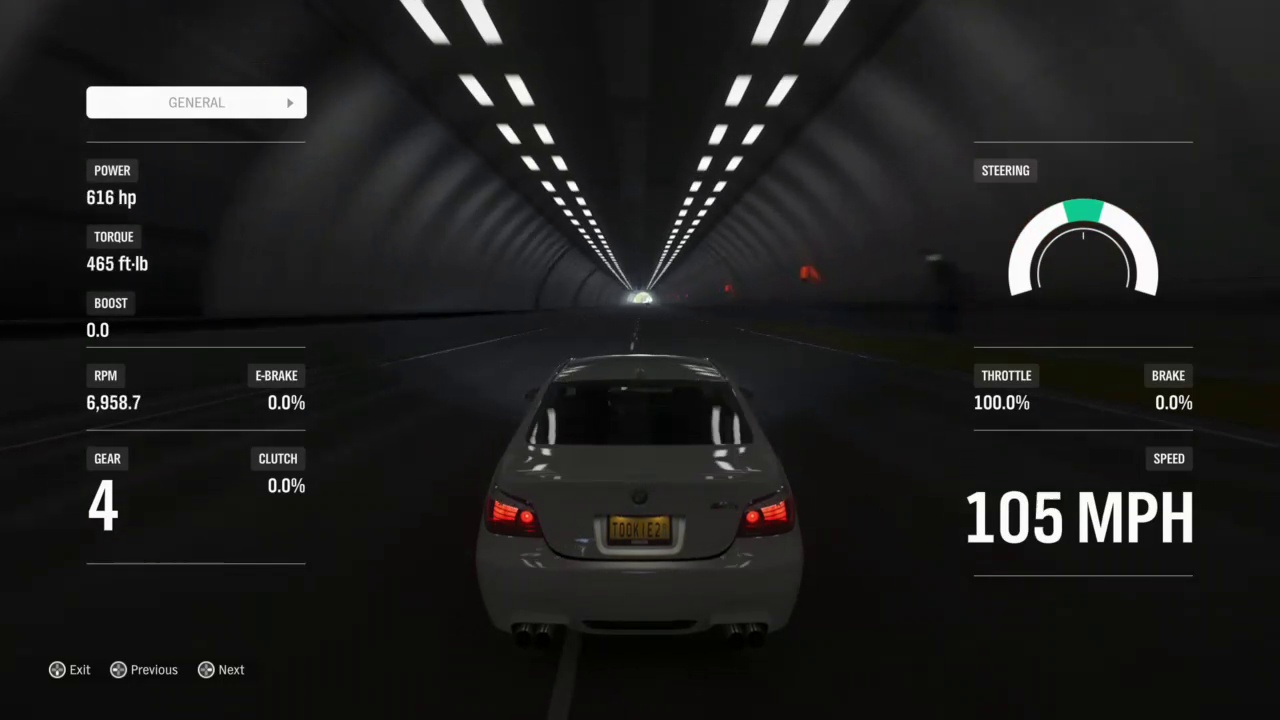 GENERAL
POWER
616 hp
TORQUE
465 ft·lb
BOOST
0.0
RPM
E-BRAKE
6,958.7
0.0%
GEAR
CLUTCH
4
0.0%
STEERING
THROTTLE
BRAKE
100.0%
0.0%
SPEED
105 MPH
TOOKIE2
Exit
Previous
Next